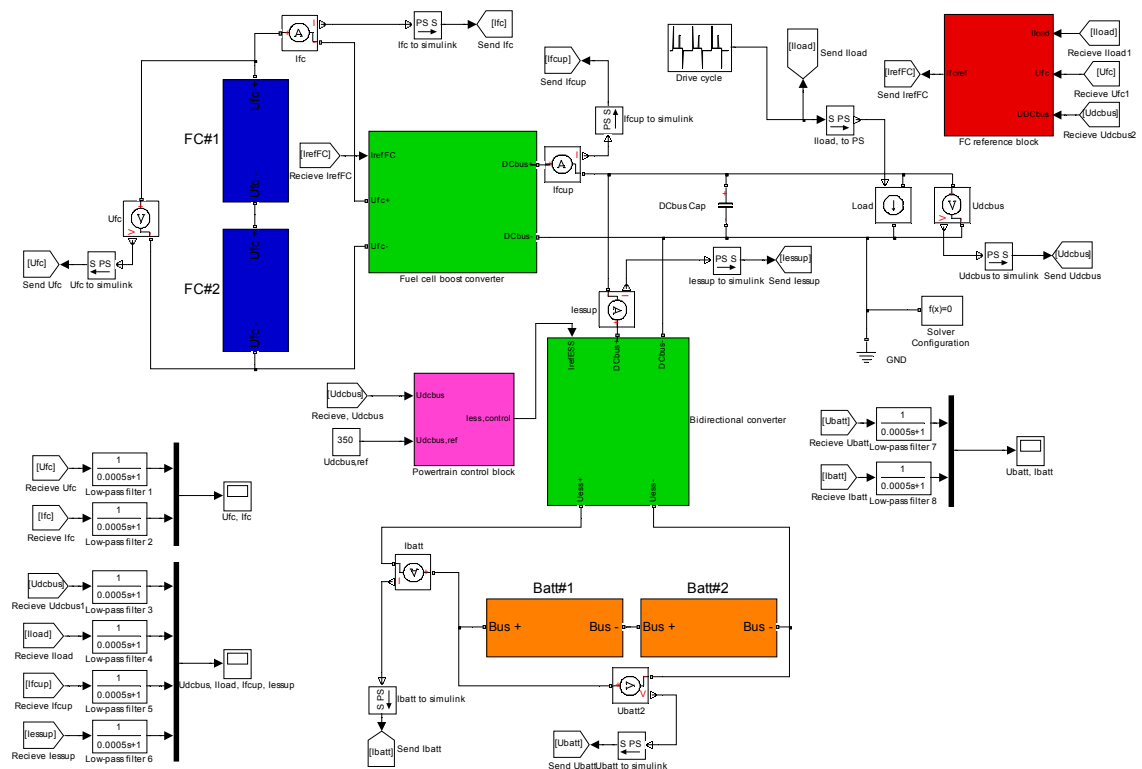 Ifc
PS S
Ifc to simulink
[Ifc]
Send Ifc
A
I
Ufc +
FC#1
Ufc -
Ufc +
FC#2
Ufc -
Ufc
V
[Ufc]
Send Ufc
S PS
Ufc to simulink
[IrefFC]
Recieve IrefFC
IrefFC
Ufc+
Ufc-
DCbus+
DCbus-
Fuel cell boost converter
[Ifcup]
Send Ifcup
PS S
Ifcup to simulink
A
I
Ifcup
Drive cycle
[Iload]
Send Iload
S PS
Iload, to PS
DCbus Cap
Load
V
Udcbus
PS S
Udcbus to simulink
[Udcbus]
Send Udcbus
[IrefFC]
Send IrefFC
Ifcref
Iload
Ufc
UDCbus
FC reference block
[Iload]
Recieve Iload1
[Ufc]
Recieve Ufc1
[Udcbus]
Recieve Udcbus2
f(x)=0
Solver
Configuration
GND
PS S
Iessup to simulink
[Iessup]
Send Iessup
Iessup
A
I
IrefESS
DCbus+
DCbus-
Uess+
Uess-
Bidirectional converter
[Udcbus]
Recieve, Udcbus
350
Udcbus,ref
Udcbus
Udcbus,ref
Iess,control
Powertrain control block
[Ubatt]
Recieve Ubatt
1
0.0005s+1
Low-pass filter 7
[Ibatt]
Recieve Ibatt
1
0.0005s+1
Low-pass filter 8
Ubatt, Ibatt
[Ufc]
Recieve Ufc
1
0.0005s+1
Low-pass filter 1
[Ifc]
Recieve Ifc
1
0.0005s+1
Low-pass filter 2
Ufc, Ifc
[Udcbus]
Recieve Udcbus1
1
0.0005s+1
Low-pass filter 3
[Iload]
Recieve Iload
1
0.0005s+1
Low-pass filter 4
[Ifcup]
Recieve Ifcup
1
0.0005s+1
Low-pass filter 5
[Iessup]
Recieve Iessup
1
0.0005s+1
Low-pass filter 6
Udcbus, Iload, Ifcup, Iessup
Ibatt
A
I
Batt#1
Bus +
Bus -
Batt#2
Bus +
Bus -
V
Ubatt2
S PS
Ibatt to simulink
[Ibatt]
Send Ibatt
[Ubatt]
Send Ubatt
S PS
Ubatt to simulink